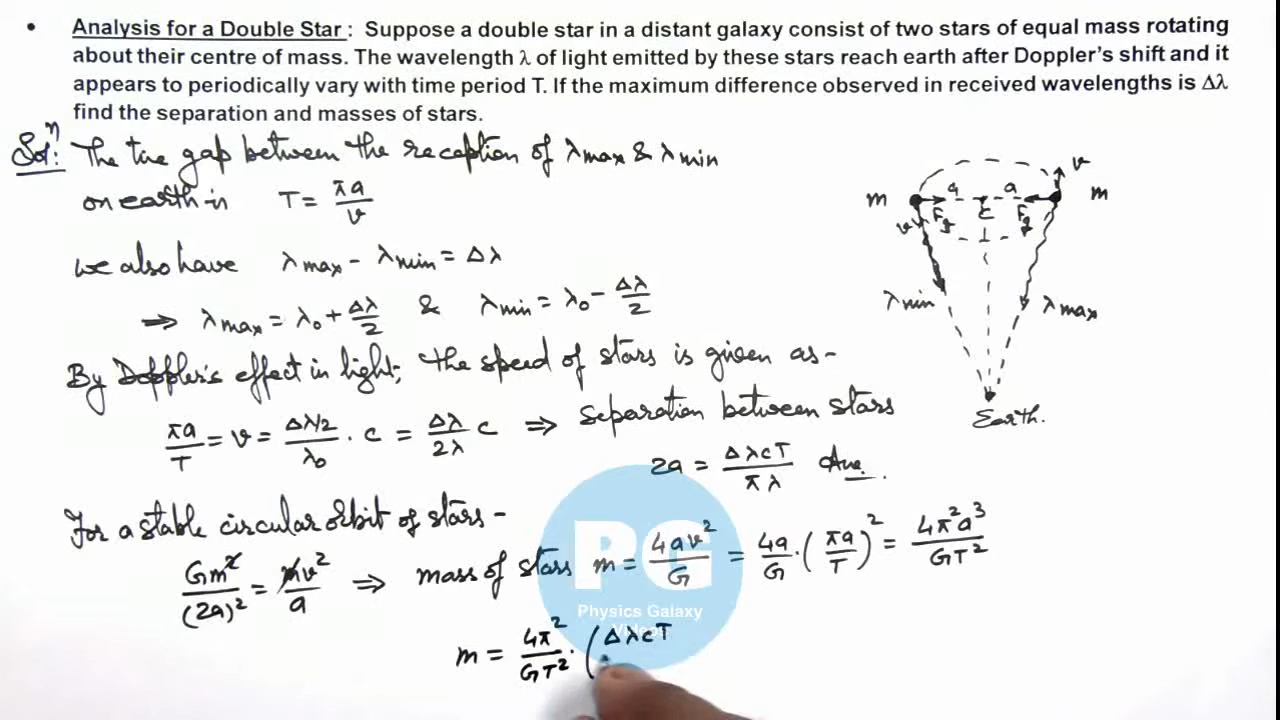 • Analysis for a Double Star : Suppose a double star in a distant galaxy consist of two stars of equal mass rotating
about their centre of mass. The wavelength λ of light emitted by these stars reach earth after Doppler's shift and it
appears to periodically vary with time period T. If the maximum difference observed in received wavelengths is Δλ
find the separation and masses of stars.
Solⁿ: The time gap between the reception of λmax & λmin
on earth is T = πa/v
we also have λmax - λmin = Δλ
⇒ λmax = λ₀ + Δλ/2 & λmin = λ₀ - Δλ/2
By Doppler's effect in light, the speed of stars is given as-
πa/T = v = (Δλ/2)/λ₀ · c = Δλ/2λ c ⇒ separation between stars
2a = ΔλcT/πλ Ans.
For a stable circular orbit of stars -
Gm²/(2a)² = mv²/a ⇒ mass of stars m = 4av²/G = 4a/G · (πa/T)² = 4π²a³/GT²
m = 4π²/GT² · (ΔλcT
m a a v m
v Fg C Fg
λmin λmax
Earth.
PG
Physics Galaxy
Videos